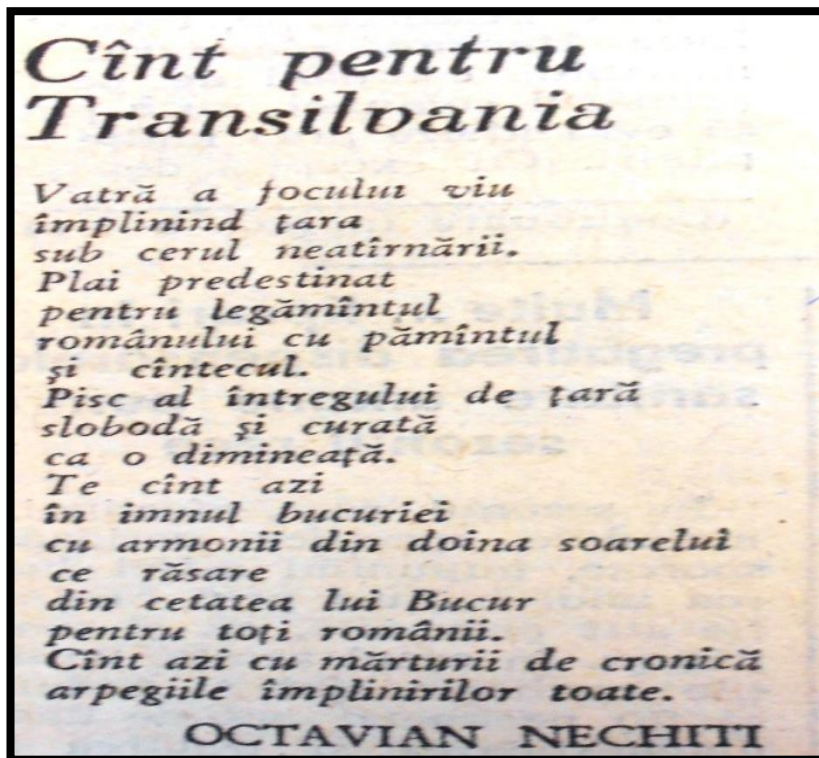 Cînt pentru
Transilvania
Vatră a focului viu
împlinind țara
sub cerul neatîrnării.
Plai predestinat
pentru legămîntul
românului cu pămîntul
și cîntecul.
Pisc al întregului de țară
slobodă și curată
ca o dimineață.
Te cînt azi
în imnul bucuriei
cu armonii din doina soarelui
ce răsare
din cetatea lui Bucur
pentru toți românii.
Cînt azi cu mărturii de cronică
arpegiile împlinirilor toate.
OCTAVIAN NECHITI